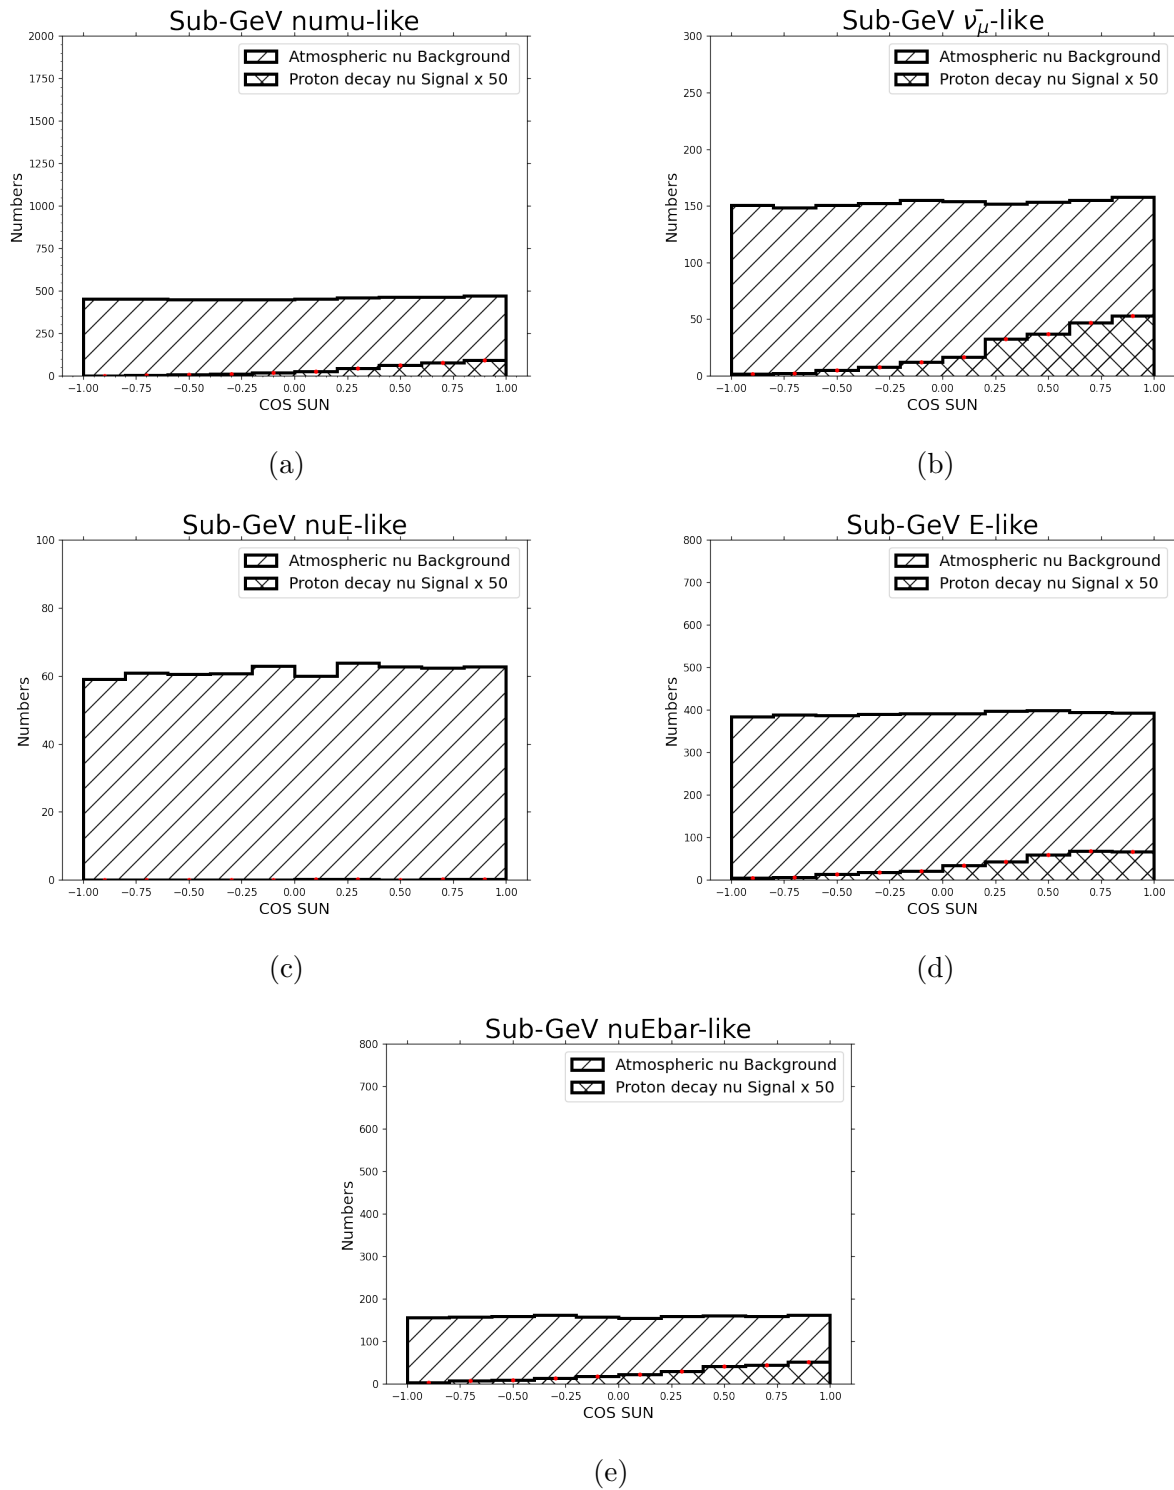 Sub-GeV numu-like
Atmospheric nu Background
Proton decay nu Signal x 50
2000
1750
1500
1250
1000
750
500
250
0
Numbers
−1.00 −0.75 −0.50 −0.25 0.00 0.25 0.50 0.75 1.00
COS SUN
(a)
Sub-GeV ν̄μ-like
Atmospheric nu Background
Proton decay nu Signal x 50
300
250
200
150
100
50
0
Numbers
−1.00 −0.75 −0.50 −0.25 0.00 0.25 0.50 0.75 1.00
COS SUN
(b)
Sub-GeV nuE-like
Atmospheric nu Background
Proton decay nu Signal x 50
100
80
60
40
20
0
Numbers
−1.00 −0.75 −0.50 −0.25 0.00 0.25 0.50 0.75 1.00
COS SUN
(c)
Sub-GeV E-like
Atmospheric nu Background
Proton decay nu Signal x 50
800
700
600
500
400
300
200
100
0
Numbers
−1.00 −0.75 −0.50 −0.25 0.00 0.25 0.50 0.75 1.00
COS SUN
(d)
Sub-GeV nuEbar-like
Atmospheric nu Background
Proton decay nu Signal x 50
800
700
600
500
400
300
200
100
0
Numbers
−1.00 −0.75 −0.50 −0.25 0.00 0.25 0.50 0.75 1.00
COS SUN
(e)